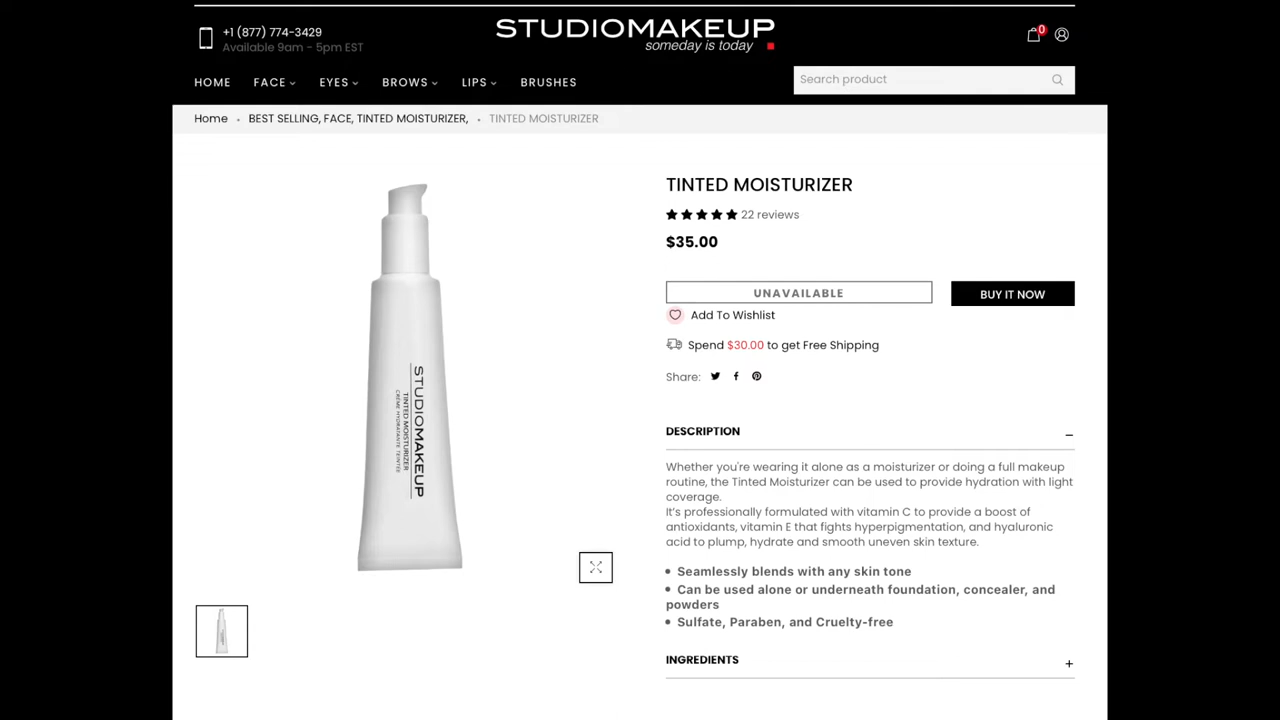 +1 (877) 774-3429
Available 9am - 5pm EST
STUDIOMAKEUP
someday is today
0
HOME FACE EYES BROWS LIPS BRUSHES
Search product
Home • BEST SELLING, FACE, TINTED MOISTURIZER, • TINTED MOISTURIZER
STUDIOMAKEUP
TINTED MOISTURIZER
CRÈME HYDRATANTE TEINTÉE
TINTED MOISTURIZER
22 reviews
$35.00
UNAVAILABLE
BUY IT NOW
Add To Wishlist
Spend $30.00 to get Free Shipping
Share:
DESCRIPTION
Whether you're wearing it alone as a moisturizer or doing a full makeup
routine, the Tinted Moisturizer can be used to provide hydration with light
coverage.
It's professionally formulated with vitamin C to provide a boost of
antioxidants, vitamin E that fights hyperpigmentation, and hyaluronic
acid to plump, hydrate and smooth uneven skin texture.
• Seamlessly blends with any skin tone
• Can be used alone or underneath foundation, concealer, and
powders
• Sulfate, Paraben, and Cruelty-free
INGREDIENTS